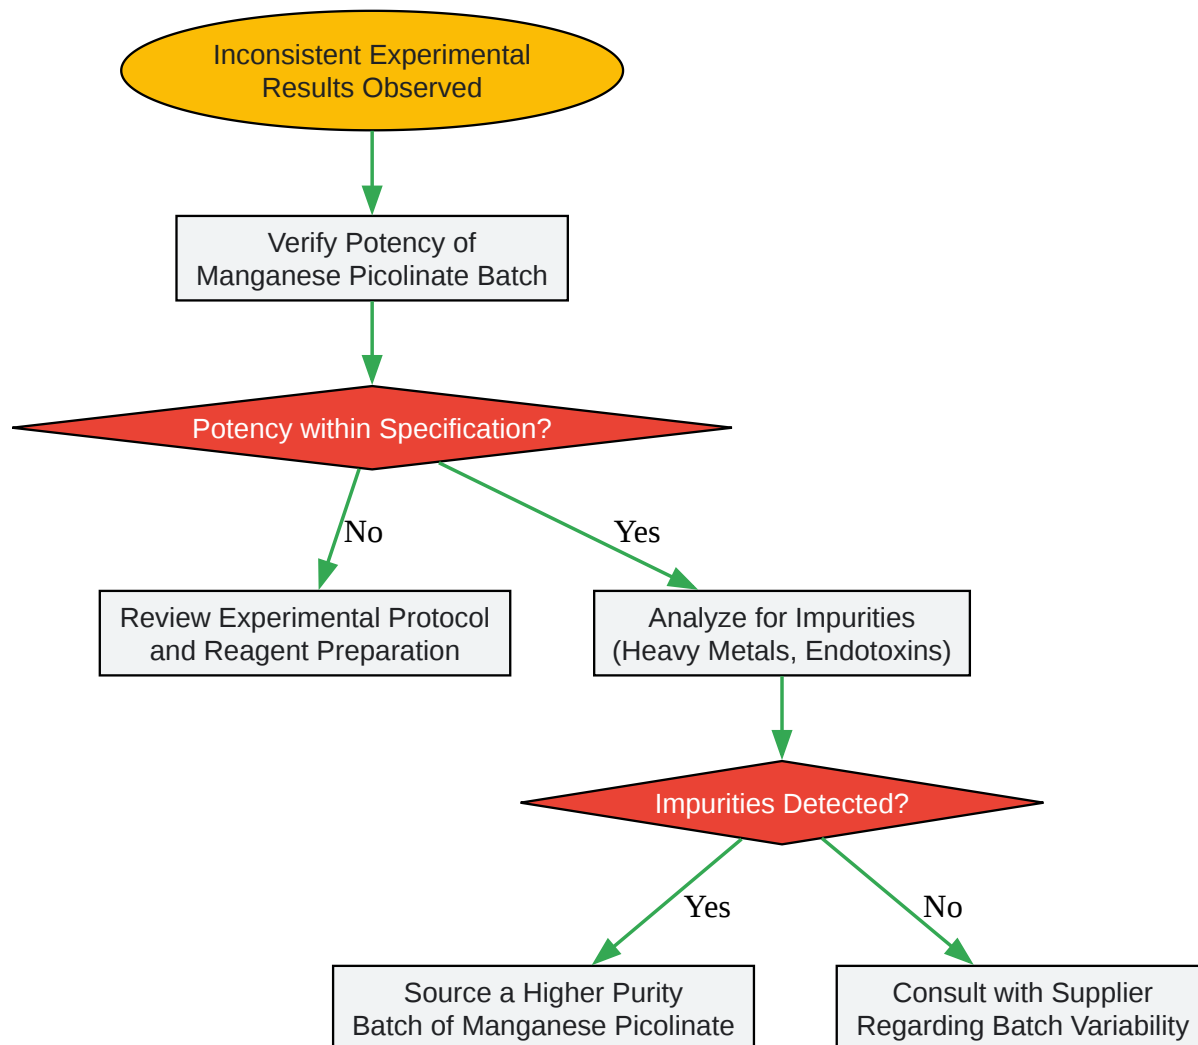 Inconsistent Experimental
Results Observed
Verify Potency of
Manganese Picolinate Batch
Potency within Specification?
No
Yes
Review Experimental Protocol
and Reagent Preparation
Analyze for Impurities
(Heavy Metals, Endotoxins)
Impurities Detected?
Yes
No
Source a Higher Purity
Batch of Manganese Picolinate
Consult with Supplier
Regarding Batch Variability